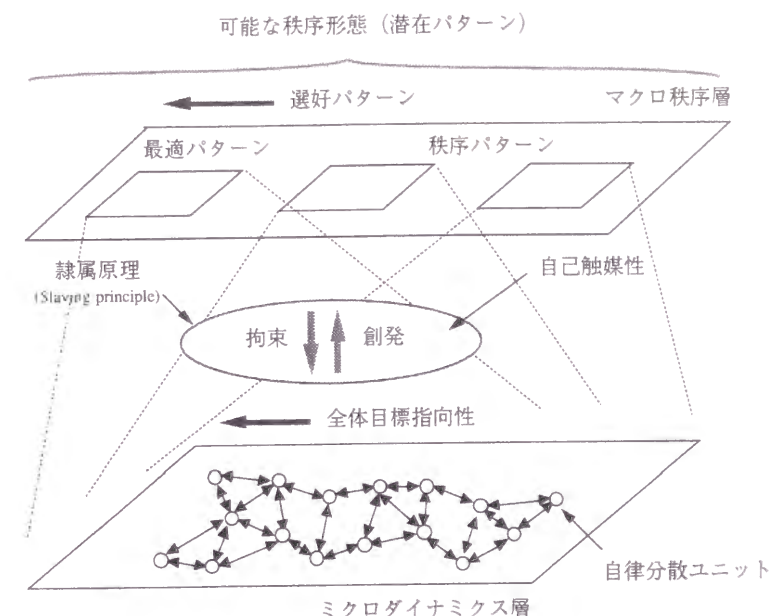 可能な秩序形態（潜在パターン）
選好パターン
マクロ秩序層
最適パターン
秩序パターン
隷属原理
(Slaving principle)
自己触媒性
拘束
創発
全体目標指向性
自律分散ユニット
ミクロダイナミクス層